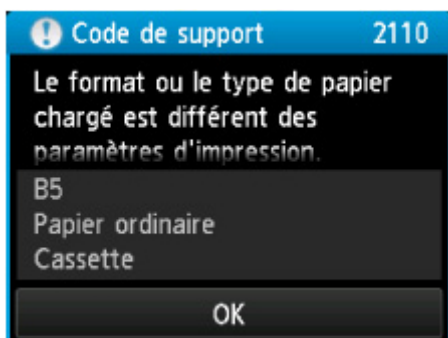 Code de support 2110
Le format ou le type de papier
chargé est différent des
paramètres d'impression.
B5
Papier ordinaire
Cassette
OK